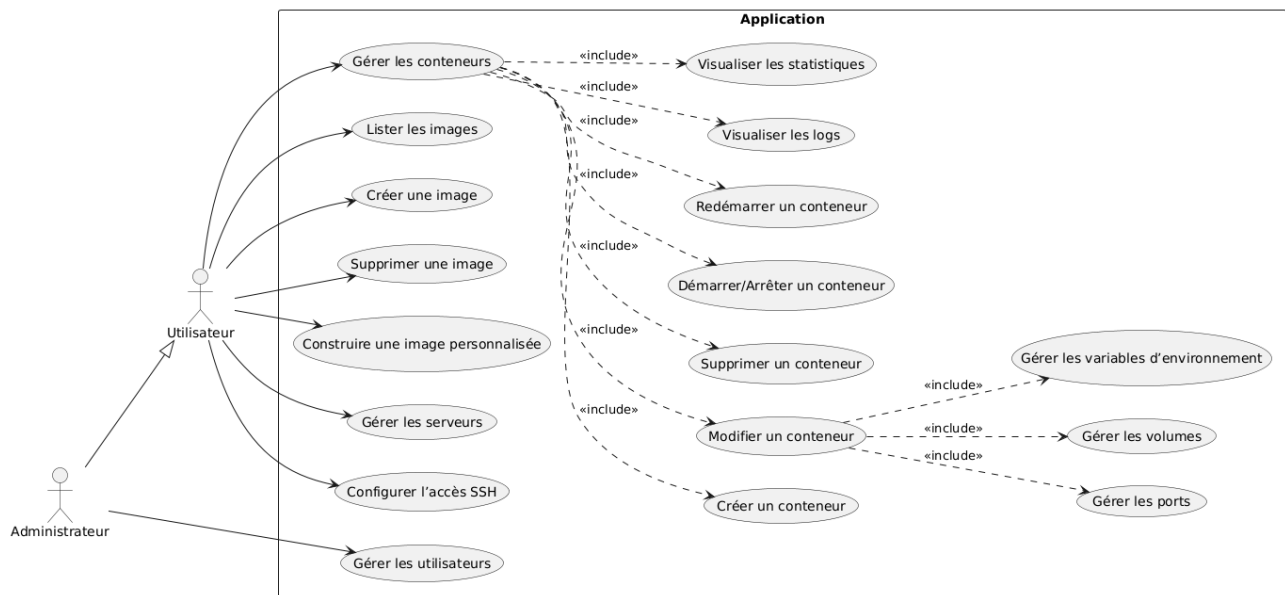 Application
Gérer les conteneurs
«include»
Visualiser les statistiques
«include»
Lister les images
«include»
Visualiser les logs
Créer une image
«include»
Redémarrer un conteneur
Supprimer une image
«include»
Démarrer/Arrêter un conteneur
Utilisateur
Construire une image personnalisée
«include»
Supprimer un conteneur
Gérer les variables d’environnement
«include»
Gérer les serveurs
«include»
Modifier un conteneur
«include»
Gérer les volumes
«include»
Configurer l’accès SSH
Créer un conteneur
Gérer les ports
Administrateur
Gérer les utilisateurs